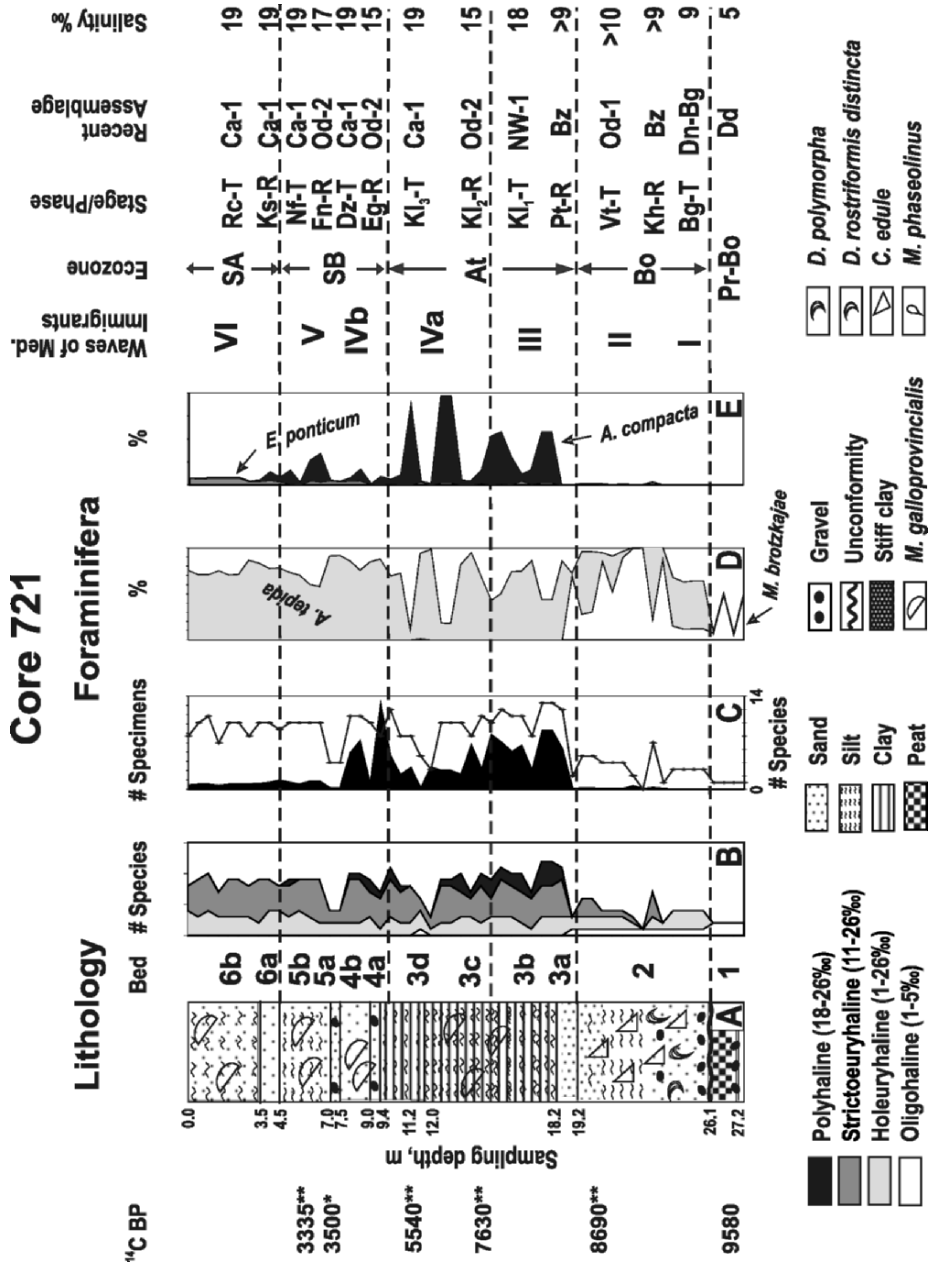 Core 721
Lithology
Foraminifera
¹⁴C BP
Sampling depth, m
Bed
# Species
# Specimens
# Species
%
%
Waves of Med.
Immigrants
Ecozone
Stage/Phase
Recent
Assemblage
Salinity ‰
0.0
3.5
4.5
7.0
7.5
9.0
9.4
11.2
12.0
18.2
19.2
26.1
27.2
3335**
3500*
5540**
7630**
8690**
9580
6b
6a
5b
5a
4b
4a
3d
3c
3b
3a
2
1
A
B
C
D
E
0
14
A. tepida
M. brotzkajae
E. ponticum
A. compacta
VI
V
IVb
IVa
III
II
I
SA
SB
At
Bo
Pr-Bo
Rc-T Ca-1 19
Ks-R Ca-1 19
Nf-T Ca-1 19
Fn-R Od-2 17
Dz-T Ca-1 19
Eg-R Od-2 15
Kl₃-T Ca-1 19
Kl₂-R Od-2 15
Kl₁-T NW-1 18
Pt-R Bz >9
Vt-T Od-1 >10
Kh-R Bz >9
Bg-T Dn-Bg 9
Dd 5
Polyhaline (18-26‰)
Strictoeuryhaline (11-26‰)
Holeuryhaline (1-26‰)
Oligohaline (1-5‰)
Sand
Silt
Clay
Peat
Gravel
Unconformity
Stiff clay
M. galloprovincialis
D. polymorpha
D. rostriformis distincta
C. edule
M. phaseolinus